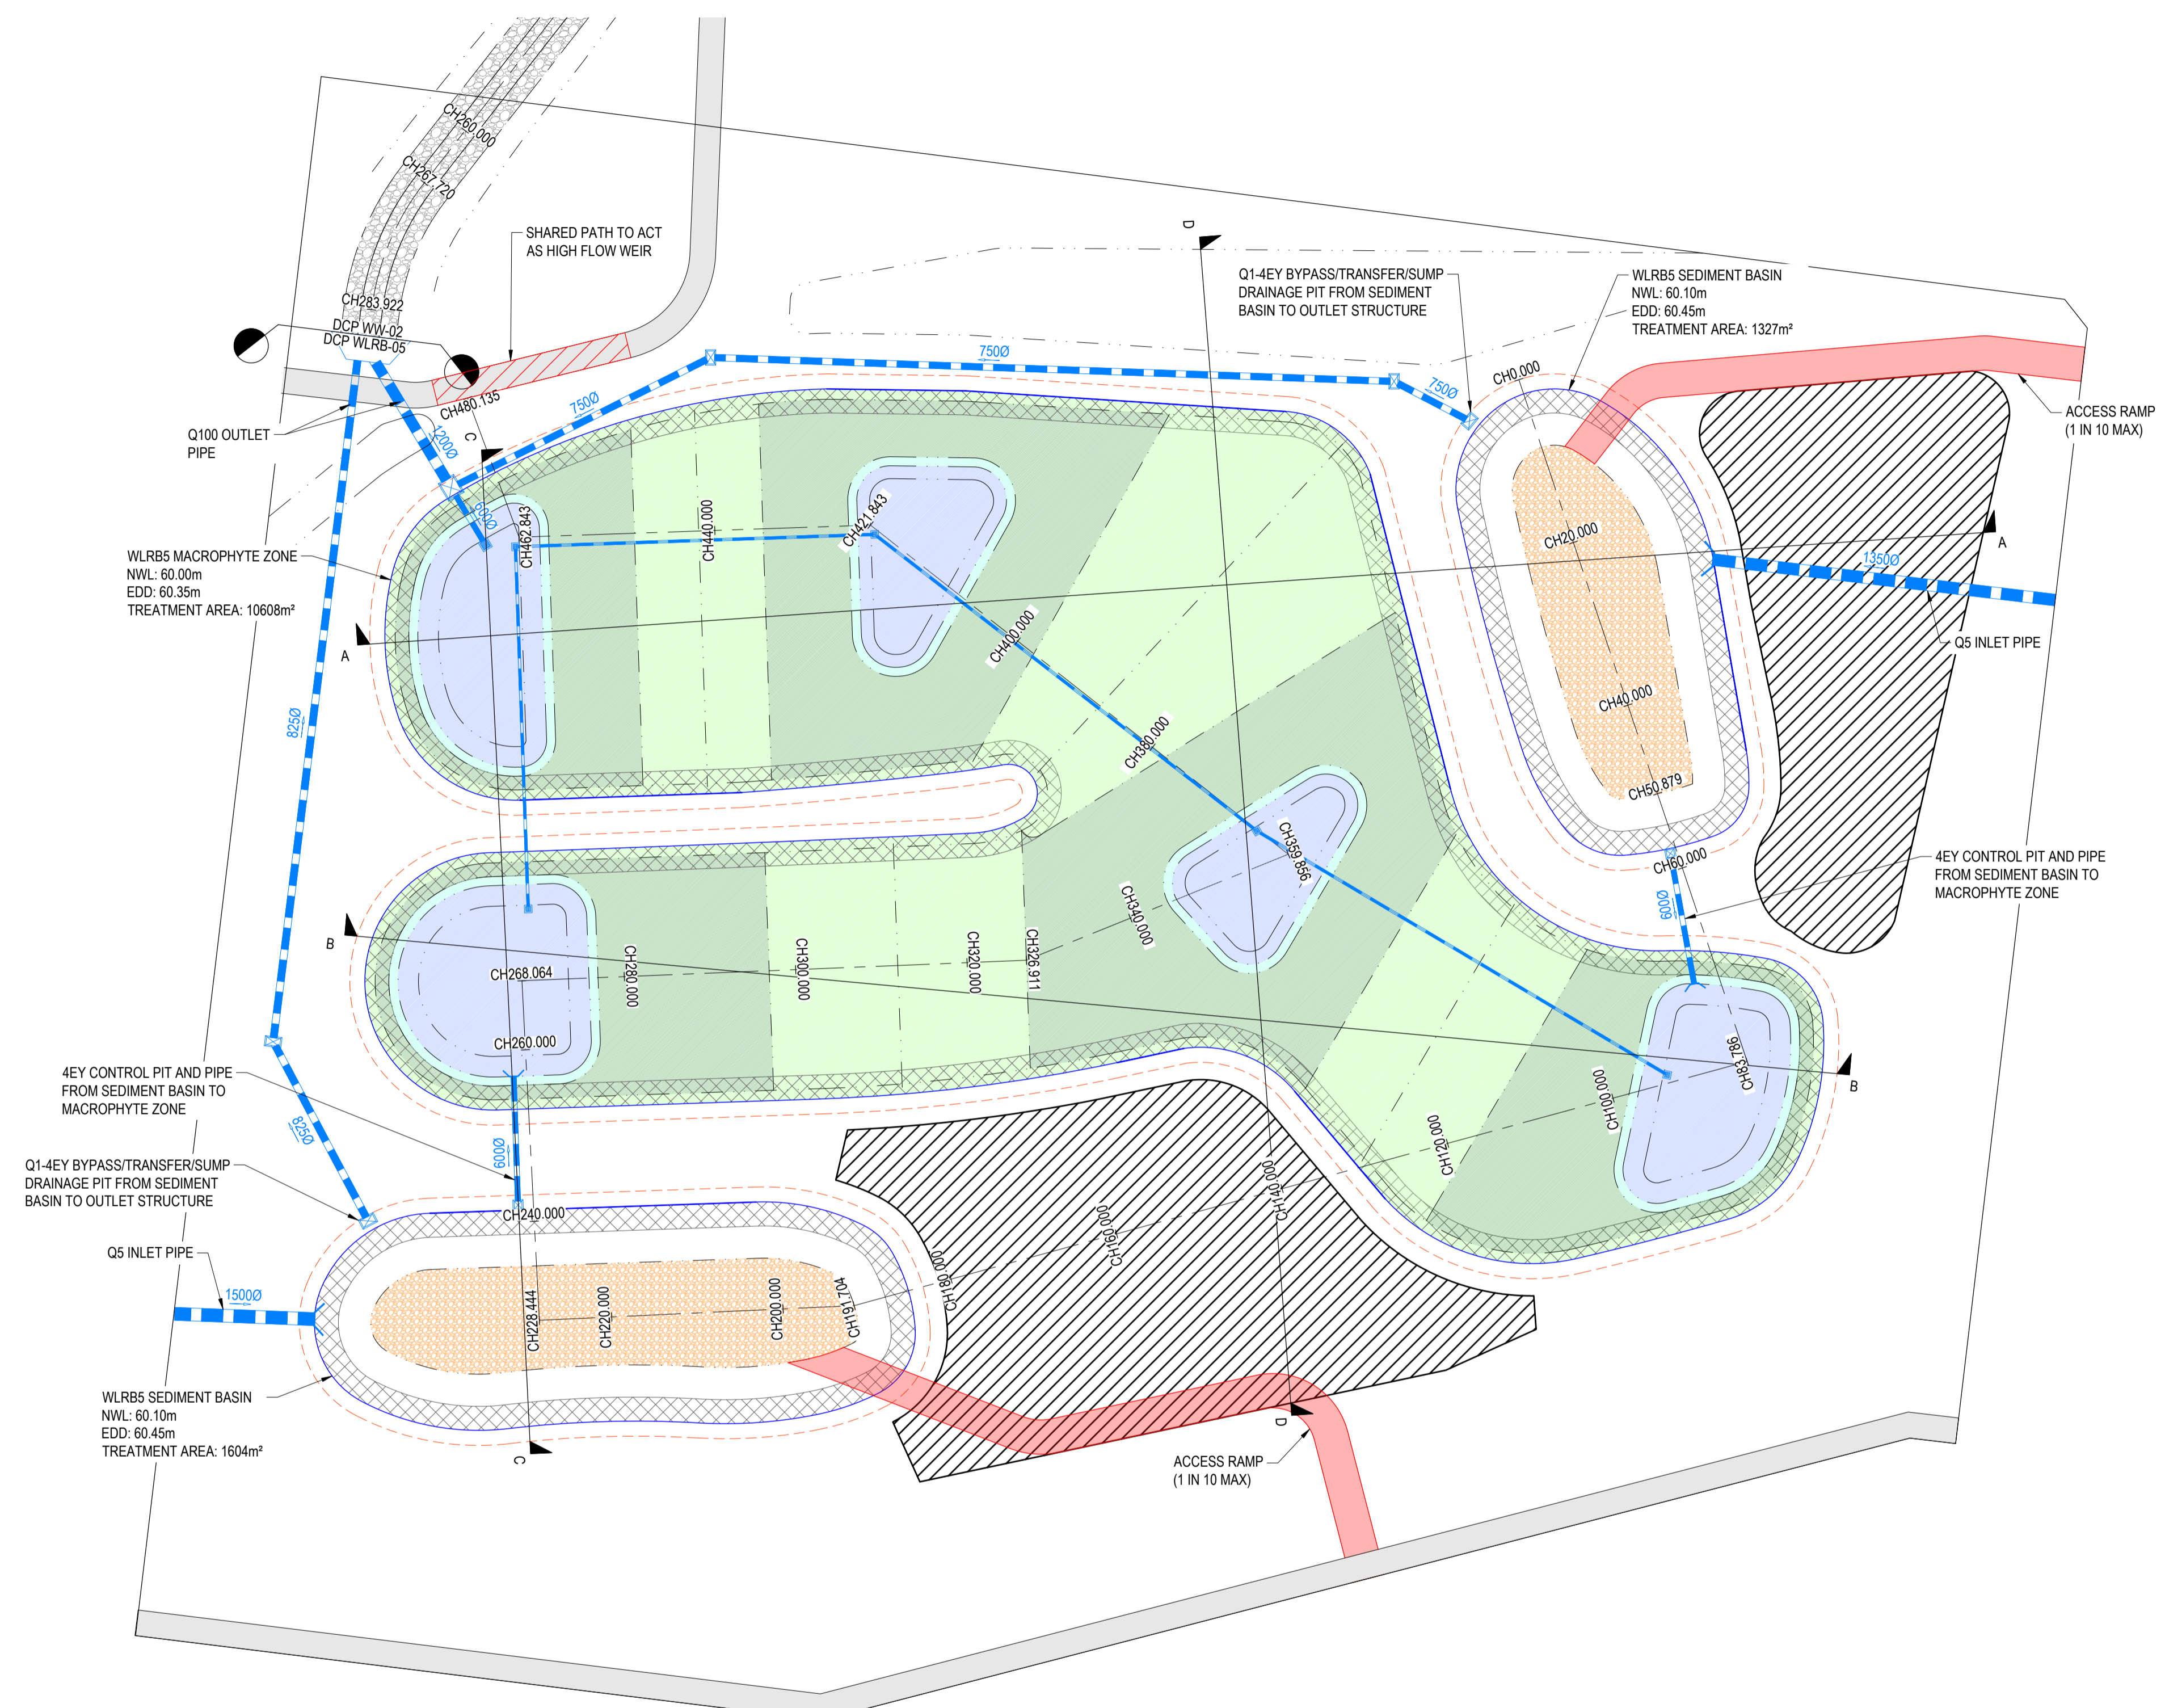 CH260.000
CH267.720
CH283.922
DCP WW-02
DCP WLRB-05
SHARED PATH TO ACT
AS HIGH FLOW WEIR
CH480.135
C
Q100 OUTLET
PIPE
1200Ø
600Ø
750Ø
750Ø
750Ø
D
Q1-4EY BYPASS/TRANSFER/SUMP
DRAINAGE PIT FROM SEDIMENT
BASIN TO OUTLET STRUCTURE
WLRB5 SEDIMENT BASIN
NWL: 60.10m
EDD: 60.45m
TREATMENT AREA: 1327m²
CH0.000
ACCESS RAMP
(1 IN 10 MAX)
WLRB5 MACROPHYTE ZONE
NWL: 60.00m
EDD: 60.35m
TREATMENT AREA: 10608m²
CH462.843
CH440.000
CH421.843
CH400.000
CH380.000
CH20.000
A
1350Ø
Q5 INLET PIPE
A
CH40.000
CH50.879
825Ø
CH60.000
4EY CONTROL PIT AND PIPE
FROM SEDIMENT BASIN TO
MACROPHYTE ZONE
600Ø
CH359.856
CH340.000
B
CH268.064
CH280.000
CH300.000
CH320.000
CH326.911
CH260.000
CH83.786
B
CH100.000
CH120.000
4EY CONTROL PIT AND PIPE
FROM SEDIMENT BASIN TO
MACROPHYTE ZONE
825Ø
600Ø
Q1-4EY BYPASS/TRANSFER/SUMP
DRAINAGE PIT FROM SEDIMENT
BASIN TO OUTLET STRUCTURE
CH240.000
CH140.000
CH160.000
CH180.000
Q5 INLET PIPE
1500Ø
CH228.444
CH220.000
CH200.000
CH191.704
WLRB5 SEDIMENT BASIN
NWL: 60.10m
EDD: 60.45m
TREATMENT AREA: 1604m²
C
D
ACCESS RAMP
(1 IN 10 MAX)